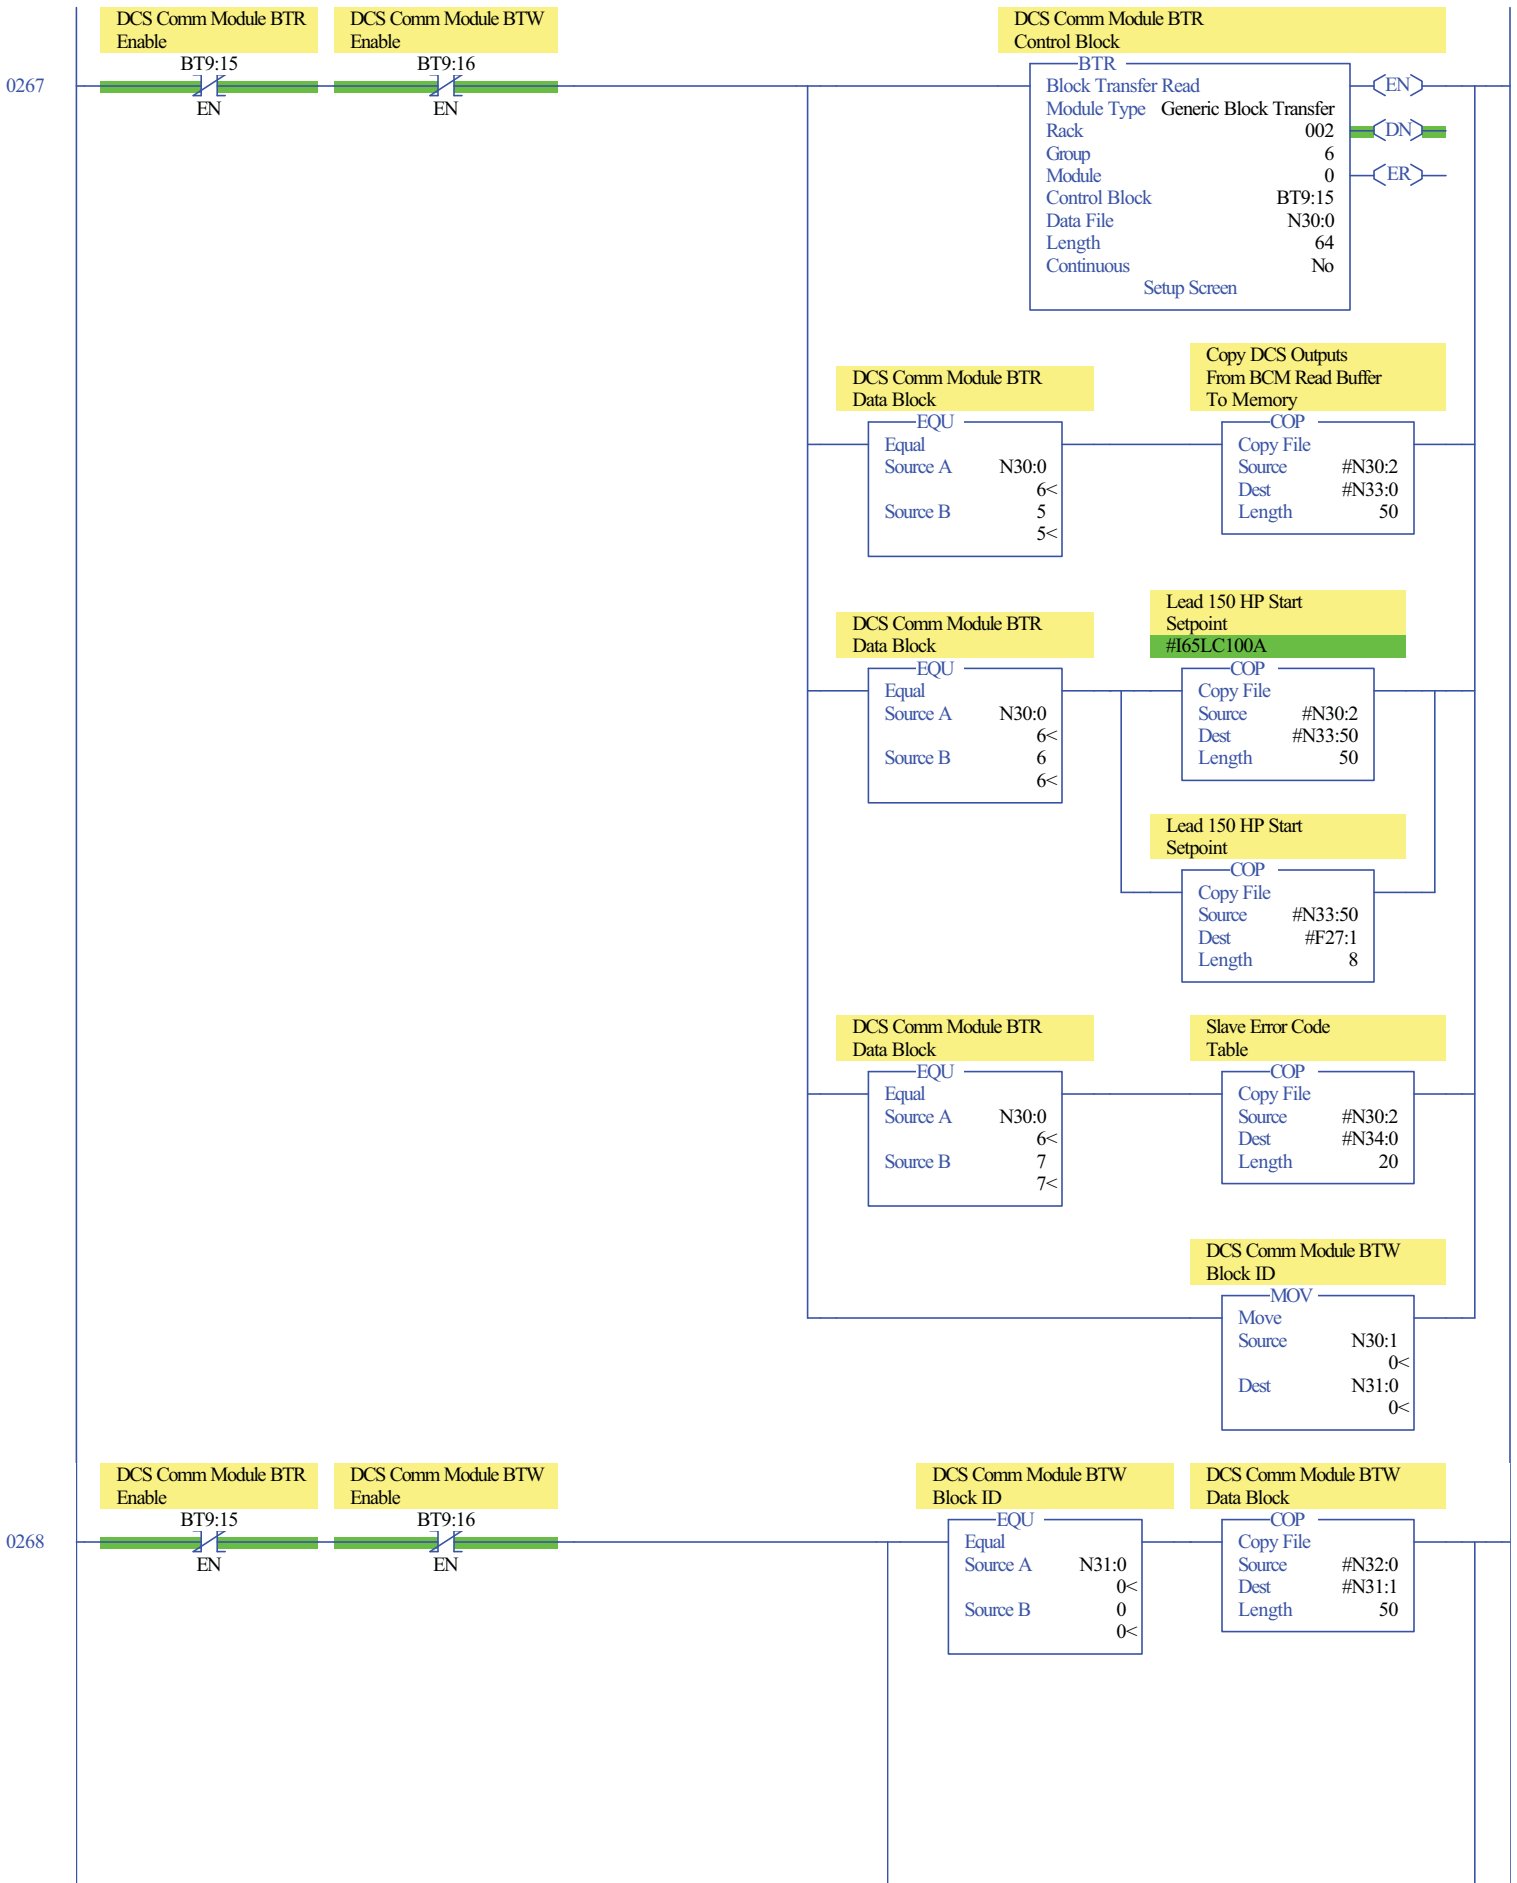 DCS Comm Module BTR
Enable
BT9:15
EN
DCS Comm Module BTW
Enable
BT9:16
EN
0267
DCS Comm Module BTR
Control Block
BTR
Block Transfer Read
Module Type Generic Block Transfer
Rack 002
Group 6
Module 0
Control Block BT9:15
Data File N30:0
Length 64
Continuous No
Setup Screen
EN
DN
ER
DCS Comm Module BTR
Data Block
EQU
Equal
Source A N30:0
6<
Source B 5
5<
Copy DCS Outputs
From BCM Read Buffer
To Memory
COP
Copy File
Source #N30:2
Dest #N33:0
Length 50
DCS Comm Module BTR
Data Block
EQU
Equal
Source A N30:0
6<
Source B 6
6<
Lead 150 HP Start
Setpoint
#I65LC100A
COP
Copy File
Source #N30:2
Dest #N33:50
Length 50
Lead 150 HP Start
Setpoint
COP
Copy File
Source #N33:50
Dest #F27:1
Length 8
DCS Comm Module BTR
Data Block
EQU
Equal
Source A N30:0
6<
Source B 7
7<
Slave Error Code
Table
COP
Copy File
Source #N30:2
Dest #N34:0
Length 20
DCS Comm Module BTW
Block ID
MOV
Move
Source N30:1
0<
Dest N31:0
0<
DCS Comm Module BTR
Enable
BT9:15
EN
DCS Comm Module BTW
Enable
BT9:16
EN
0268
DCS Comm Module BTW
Block ID
EQU
Equal
Source A N31:0
0<
Source B 0
0<
DCS Comm Module BTW
Data Block
COP
Copy File
Source #N32:0
Dest #N31:1
Length 50